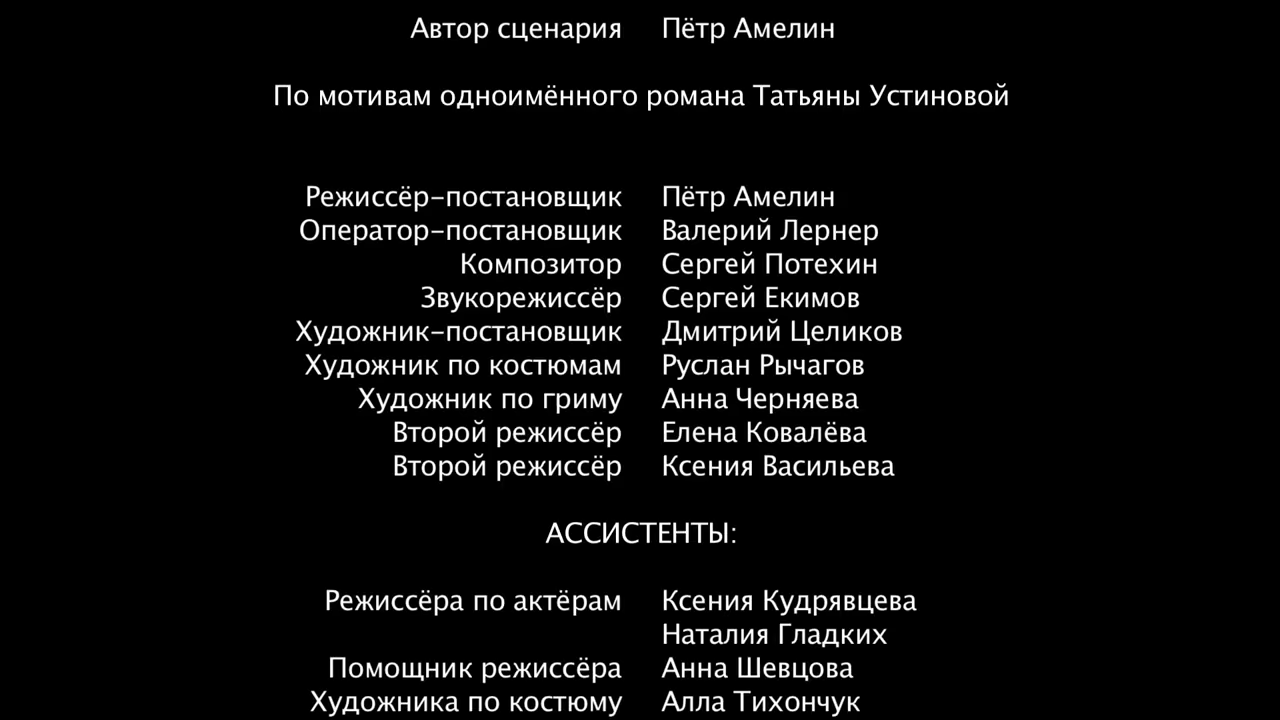 Автор сценария Пётр Амелин
По мотивам одноимённого романа Татьяны Устиновой
Режиссёр-постановщик Пётр Амелин
Оператор-постановщик Валерий Лернер
Композитор Сергей Потехин
Звукорежиссёр Сергей Екимов
Художник-постановщик Дмитрий Целиков
Художник по костюмам Руслан Рычагов
Художник по гриму Анна Черняева
Второй режиссёр Елена Ковалёва
Второй режиссёр Ксения Васильева
АССИСТЕНТЫ:
Режиссёра по актёрам Ксения Кудрявцева
Наталия Гладких
Помощник режиссёра Анна Шевцова
Художника по костюму Алла Тихончук